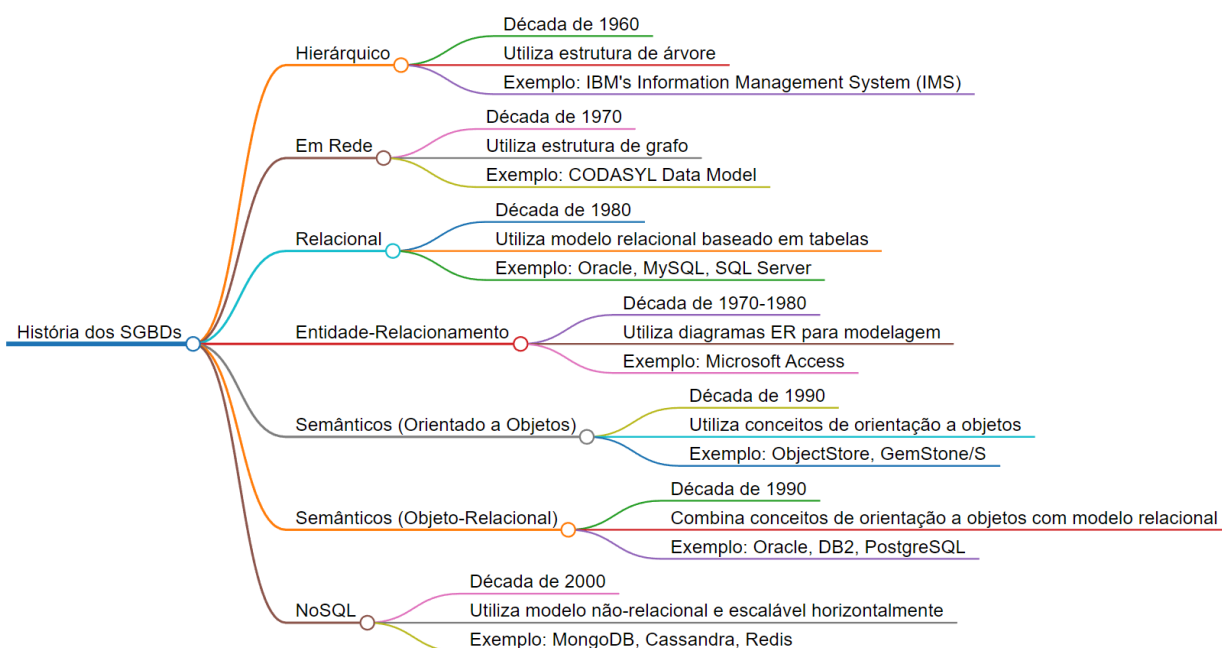 História dos SGBDs
Hierárquico
Década de 1960
Utiliza estrutura de árvore
Exemplo: IBM's Information Management System (IMS)
Em Rede
Década de 1970
Utiliza estrutura de grafo
Exemplo: CODASYL Data Model
Relacional
Década de 1980
Utiliza modelo relacional baseado em tabelas
Exemplo: Oracle, MySQL, SQL Server
Entidade-Relacionamento
Década de 1970-1980
Utiliza diagramas ER para modelagem
Exemplo: Microsoft Access
Semânticos (Orientado a Objetos)
Década de 1990
Utiliza conceitos de orientação a objetos
Exemplo: ObjectStore, GemStone/S
Semânticos (Objeto-Relacional)
Década de 1990
Combina conceitos de orientação a objetos com modelo relacional
Exemplo: Oracle, DB2, PostgreSQL
NoSQL
Década de 2000
Utiliza modelo não-relacional e escalável horizontalmente
Exemplo: MongoDB, Cassandra, Redis